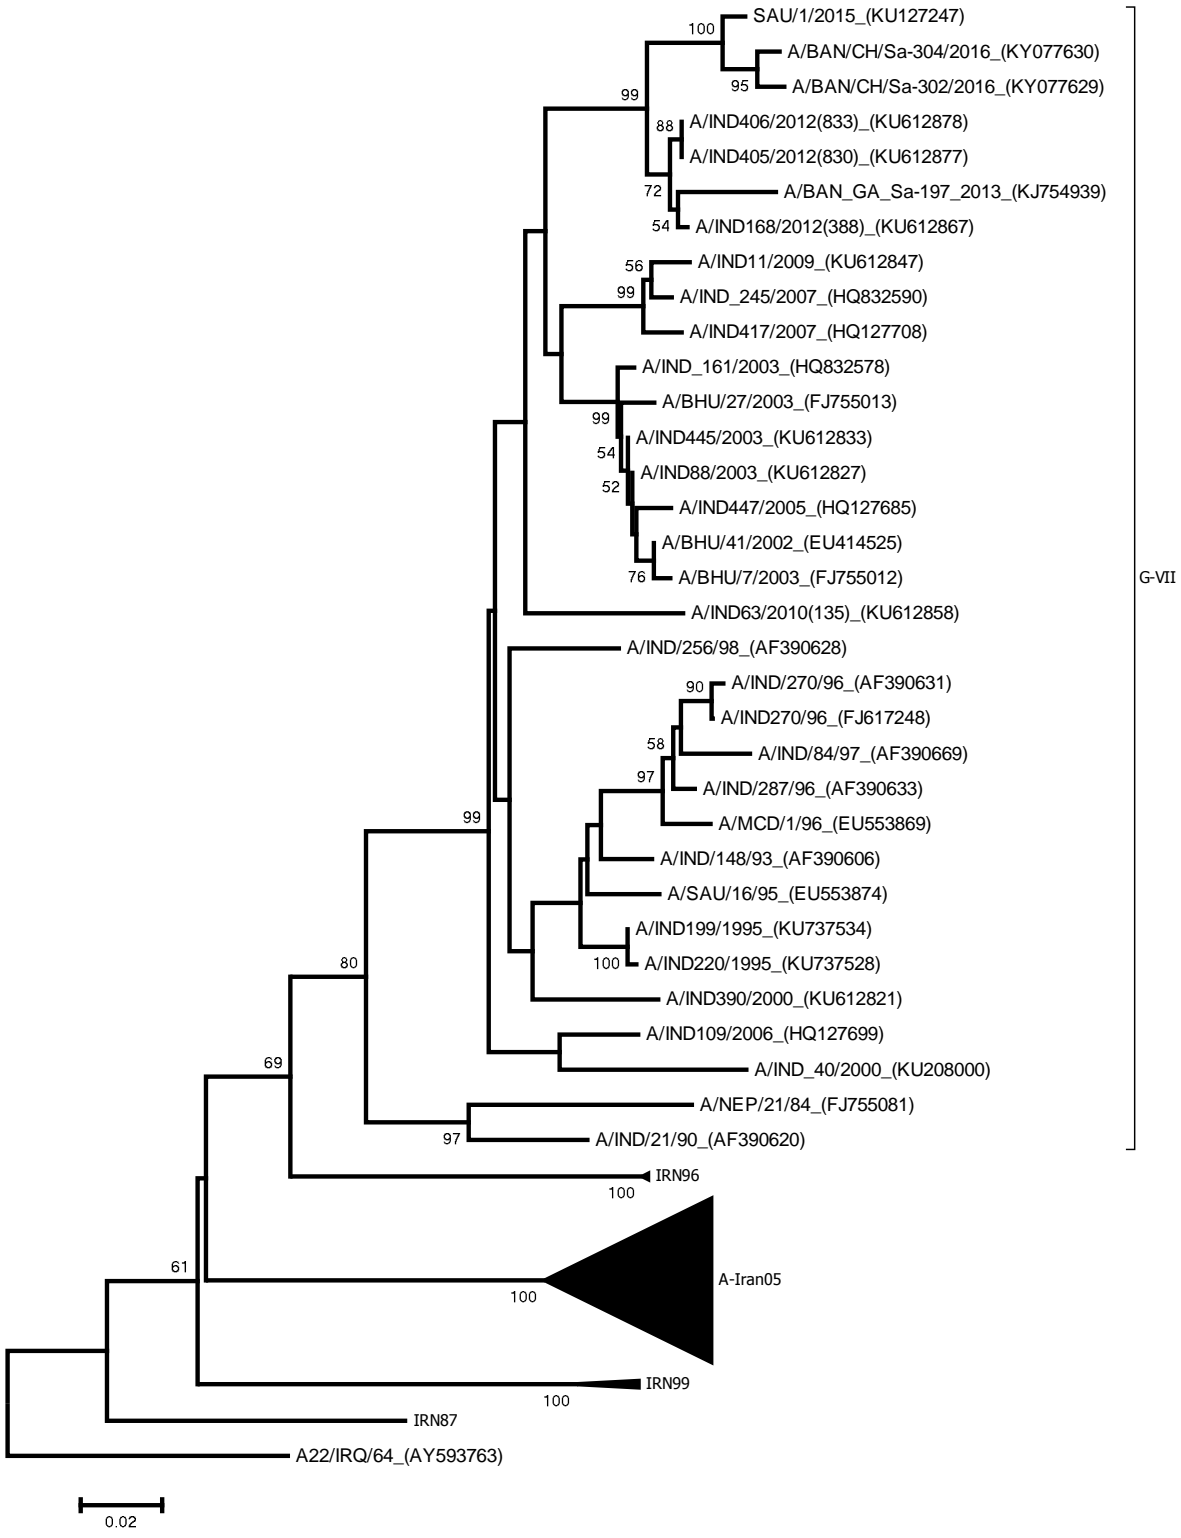 SAU/1/2015_(KU127247)
100
A/BAN/CH/Sa-304/2016_(KY077630)
95
A/BAN/CH/Sa-302/2016_(KY077629)
99
88
A/IND406/2012(833)_(KU612878)
A/IND405/2012(830)_(KU612877)
72
A/BAN_GA_Sa-197_2013_(KJ754939)
54
A/IND168/2012(388)_(KU612867)
56
A/IND11/2009_(KU612847)
99
A/IND_245/2007_(HQ832590)
A/IND417/2007_(HQ127708)
A/IND_161/2003_(HQ832578)
A/BHU/27/2003_(FJ755013)
99
A/IND445/2003_(KU612833)
54
A/IND88/2003_(KU612827)
52
A/IND447/2005_(HQ127685)
A/BHU/41/2002_(EU414525)
76
A/BHU/7/2003_(FJ755012)
G-VII
A/IND63/2010(135)_(KU612858)
A/IND/256/98_(AF390628)
90
A/IND/270/96_(AF390631)
A/IND270/96_(FJ617248)
58
A/IND/84/97_(AF390669)
97
A/IND/287/96_(AF390633)
99
A/MCD/1/96_(EU553869)
A/IND/148/93_(AF390606)
A/SAU/16/95_(EU553874)
A/IND199/1995_(KU737534)
80
100
A/IND220/1995_(KU737528)
A/IND390/2000_(KU612821)
A/IND109/2006_(HQ127699)
69
A/IND_40/2000_(KU208000)
A/NEP/21/84_(FJ755081)
97
A/IND/21/90_(AF390620)
IRN96
100
61
A-Iran05
100
IRN99
100
IRN87
A22/IRQ/64_(AY593763)
0.02